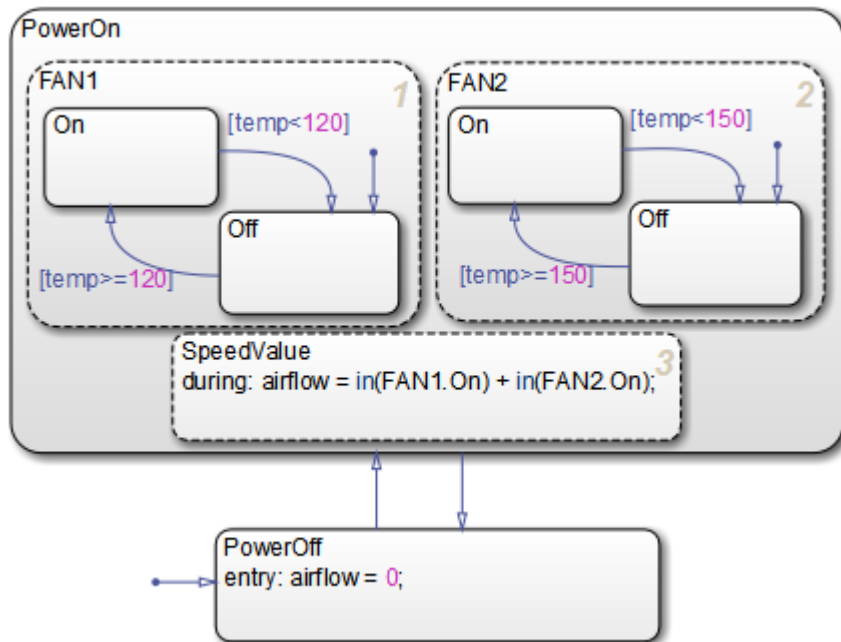 PowerOn
FAN1
1
On
[temp<120]
Off
[temp>=120]
FAN2
2
On
[temp<150]
Off
[temp>=150]
SpeedValue
3
during: airflow = in(FAN1.On) + in(FAN2.On);
PowerOff
entry: airflow = 0;